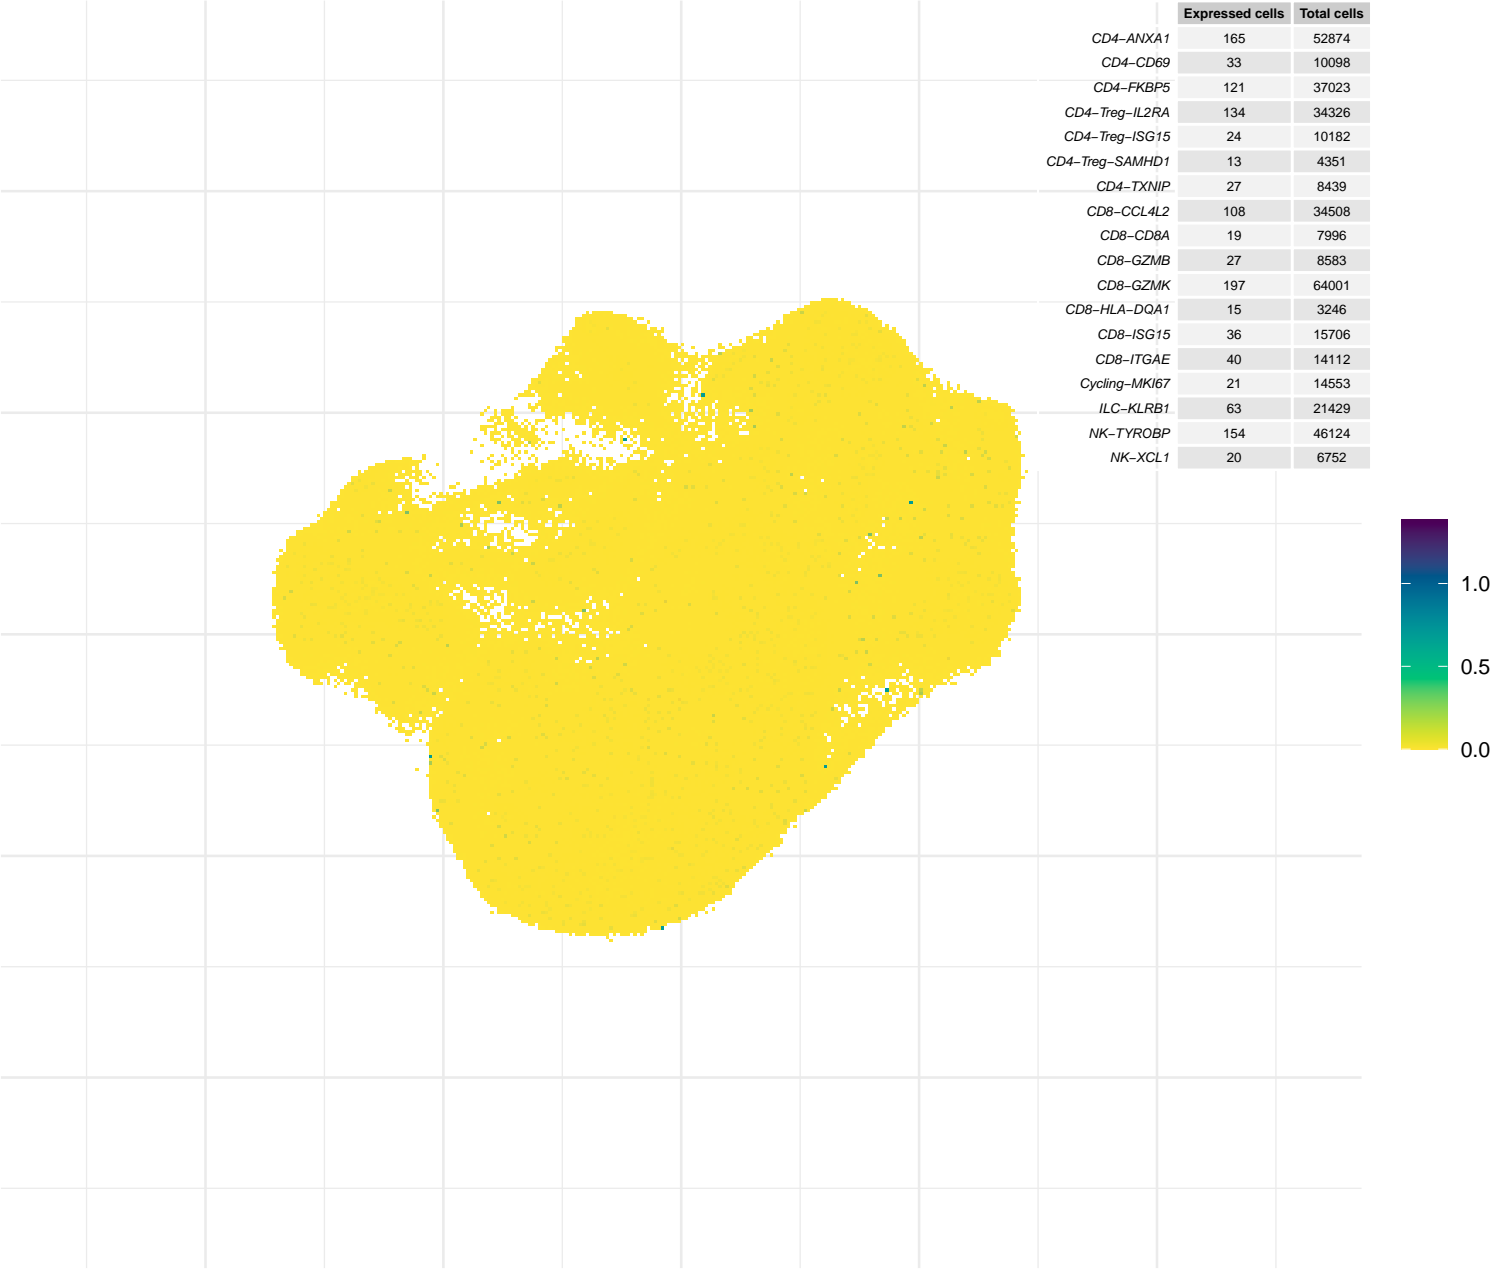 Expressed cells Total cells
CD4−ANXA1 165 52874
CD4−CD69 33 10098
CD4−FKBP5 121 37023
CD4−Treg−IL2RA 134 34326
CD4−Treg−ISG15 24 10182
CD4−Treg−SAMHD1 13 4351
CD4−TXNIP 27 8439
CD8−CCL4L2 108 34508
CD8−CD8A 19 7996
CD8−GZMB 27 8583
CD8−GZMK 197 64001
CD8−HLA−DQA1 15 3246
CD8−ISG15 36 15706
CD8−ITGAE 40 14112
Cycling−MKI67 21 14553
ILC−KLRB1 63 21429
NK−TYROBP 154 46124
NK−XCL1 20 6752
1.0
0.5
0.0